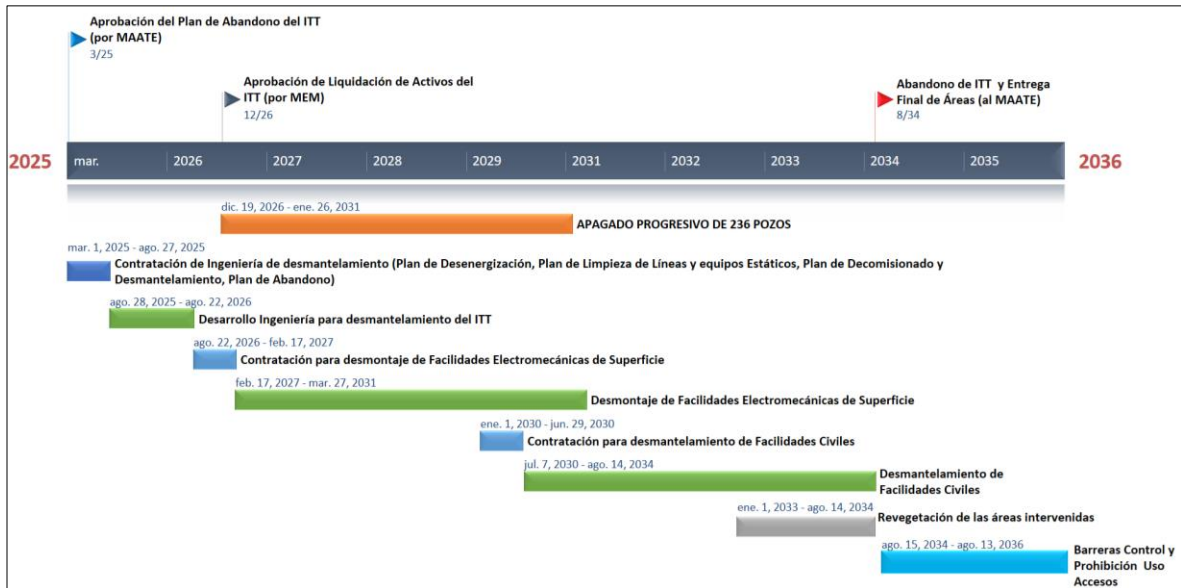 Aprobación del Plan de Abandono del ITT
(por MAATE)
3/25
Aprobación de Liquidación de Activos del
ITT (por MEM)
12/26
Abandono de ITT y Entrega
Final de Áreas (al MAATE)
8/34
2025 mar. 2026 2027 2028 2029 2031 2032 2033 2034 2035 2036
dic. 19, 2026 - ene. 26, 2031
APAGADO PROGRESIVO DE 236 POZOS
mar. 1, 2025 - ago. 27, 2025
Contratación de Ingeniería de desmantelamiento (Plan de Desenergización, Plan de Limpieza de Líneas y equipos Estáticos, Plan de Decomisionado y
Desmantelamiento, Plan de Abandono)
ago. 28, 2025 - ago. 22, 2026
Desarrollo Ingeniería para desmantelamiento del ITT
ago. 22, 2026 - feb. 17, 2027
Contratación para desmontaje de Facilidades Electromecánicas de Superficie
feb. 17, 2027 - mar. 27, 2031
Desmontaje de Facilidades Electromecánicas de Superficie
ene. 1, 2030 - jun. 29, 2030
Contratación para desmantelamiento de Facilidades Civiles
jul. 7, 2030 - ago. 14, 2034
Desmantelamiento de
Facilidades Civiles
ene. 1, 2033 - ago. 14, 2034
Revegetación de las áreas intervenidas
ago. 15, 2034 - ago. 13, 2036
Barreras Control y
Prohibición Uso
Accesos